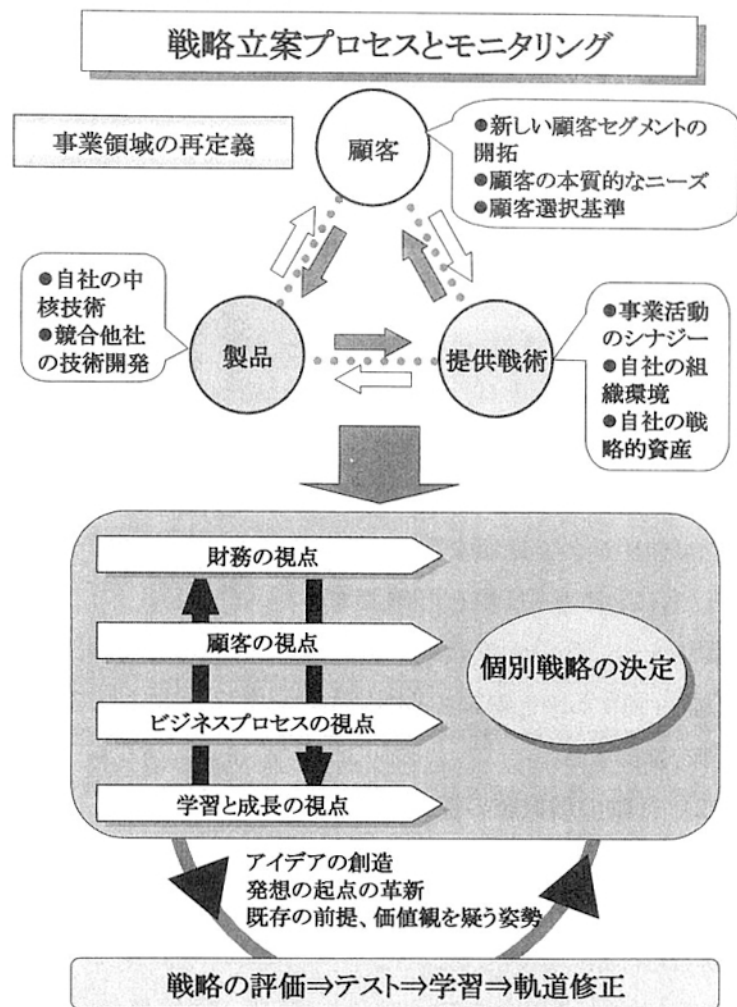 戦略立案プロセスとモニタリング
事業領域の再定義
顧客
●新しい顧客セグメントの
開拓
●顧客の本質的なニーズ
●顧客選択基準
●自社の中
核技術
●競合他社
の技術開発
製品
提供戦術
●事業活動
のシナジー
●自社の組
織環境
●自社の戦
略的資産
財務の視点
顧客の視点
ビジネスプロセスの視点
学習と成長の視点
個別戦略の決定
アイデアの創造
発想の起点の革新
既存の前提、価値観を疑う姿勢
戦略の評価⇒テスト⇒学習⇒軌道修正